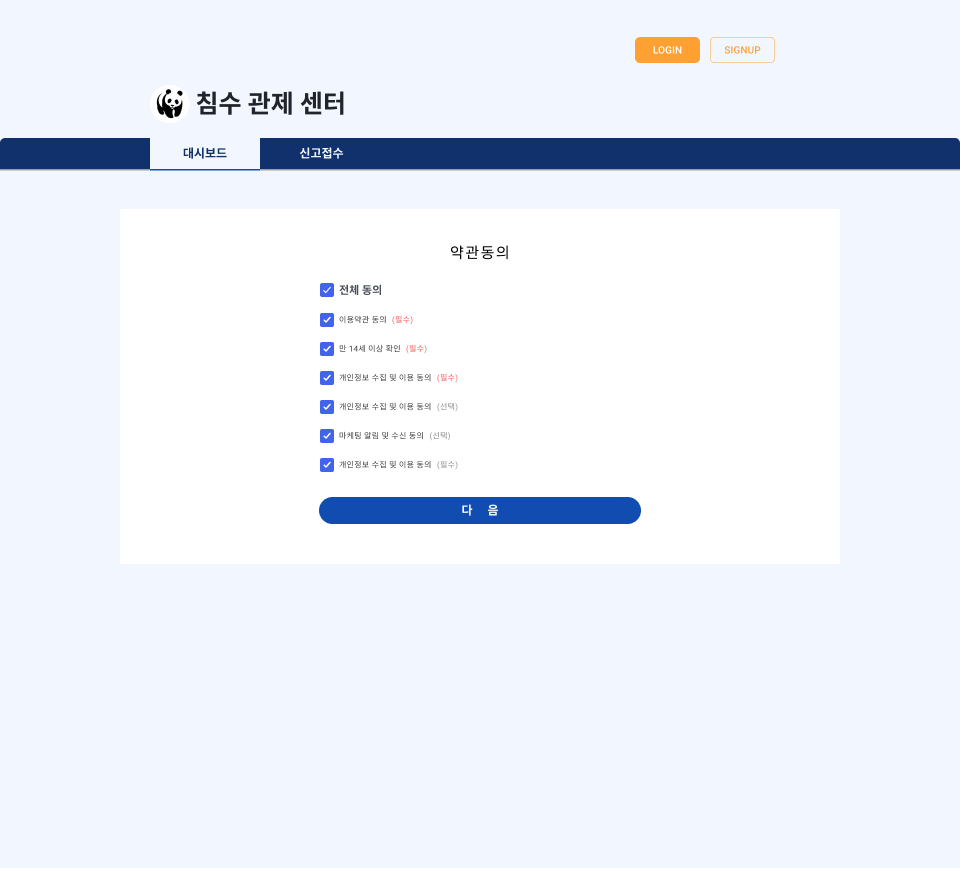 LOGIN SIGNUP
침수 관제 센터
대시보드 신고접수
약관동의
전체 동의
이용약관 동의 (필수)
만 14세 이상 확인 (필수)
개인정보 수집 및 이용 동의 (필수)
개인정보 수집 및 이용 동의 (선택)
마케팅 알림 및 수신 동의 (선택)
개인정보 수집 및 이용 동의 (필수)
다 음